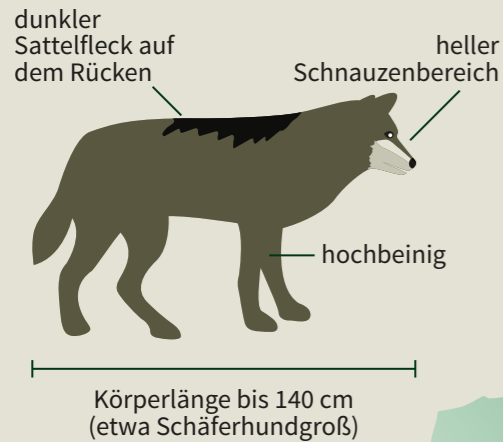 dunkler
Sattelfleck auf
dem Rücken
heller
Schnauzenbereich
hochbeinig
Körperlänge bis 140 cm
(etwa Schäferhundgroß)